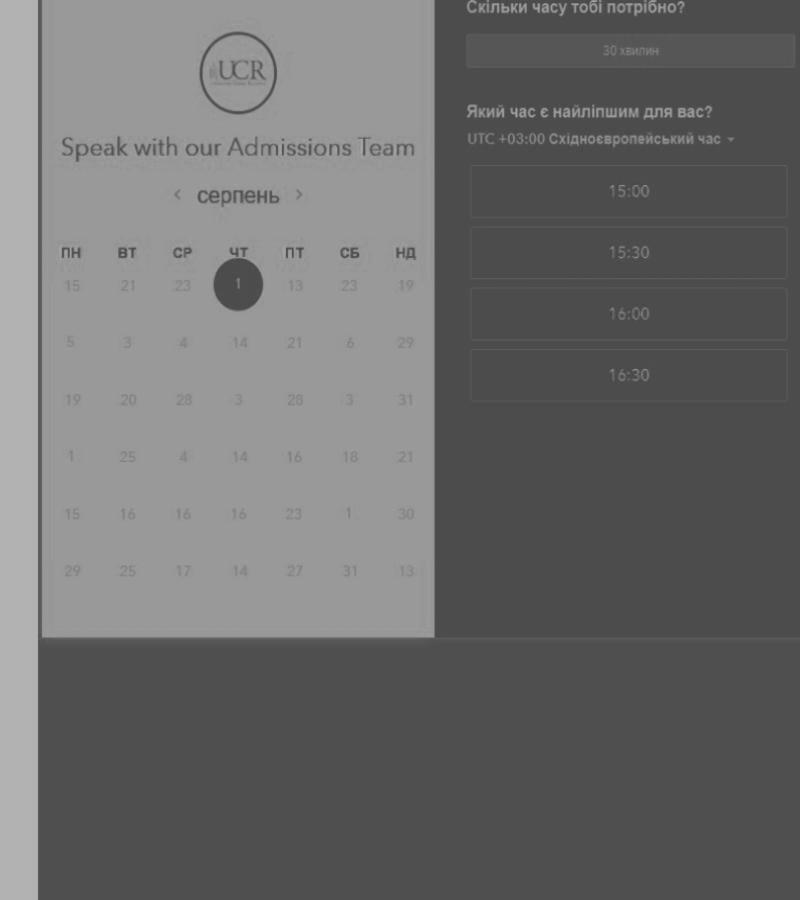 UCR
Speak with our Admissions Team
< серпень >
ПН ВТ СР ЧТ ПТ СБ НД
15 21 23 1 13 23 19
5 3 4 14 21 6 29
19 20 28 3 28 3 31
1 25 4 14 16 18 21
15 16 16 16 23 1 30
29 25 17 14 27 31 13
Скільки часу тобі потрібно?
30 хвилин
Який час є найліпшим для вас?
UTC +03:00 Східноєвропейський час
15:00
15:30
16:00
16:30